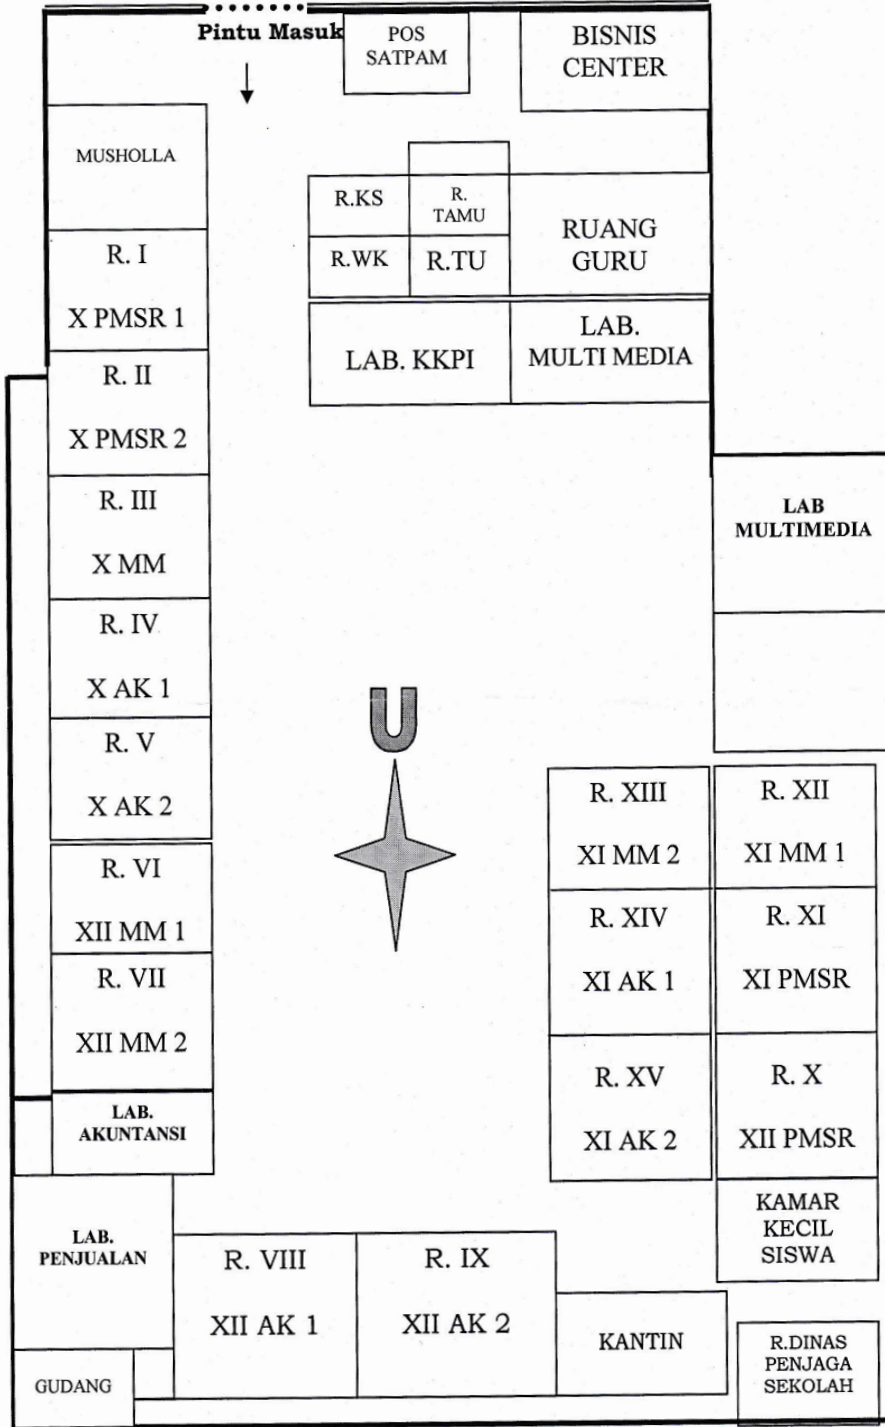 Pintu Masuk
POS
SATPAM
BISNIS
CENTER
MUSHOLLA
R.KS
R.
TAMU
RUANG
GURU
R.WK
R.TU
R. I
X PMSR 1
LAB. KKPI
LAB.
MULTI MEDIA
R. II
X PMSR 2
R. III
X MM
LAB
MULTIMEDIA
R. IV
X AK 1
U
R. V
X AK 2
R. XIII
XI MM 2
R. XII
XI MM 1
R. VI
XII MM 1
R. XIV
XI AK 1
R. XI
XI PMSR
R. VII
XII MM 2
R. XV
XI AK 2
R. X
XII PMSR
LAB.
AKUNTANSI
KAMAR
KECIL
SISWA
LAB.
PENJUALAN
R. VIII
XII AK 1
R. IX
XII AK 2
KANTIN
R.DINAS
PENJAGA
SEKOLAH
GUDANG